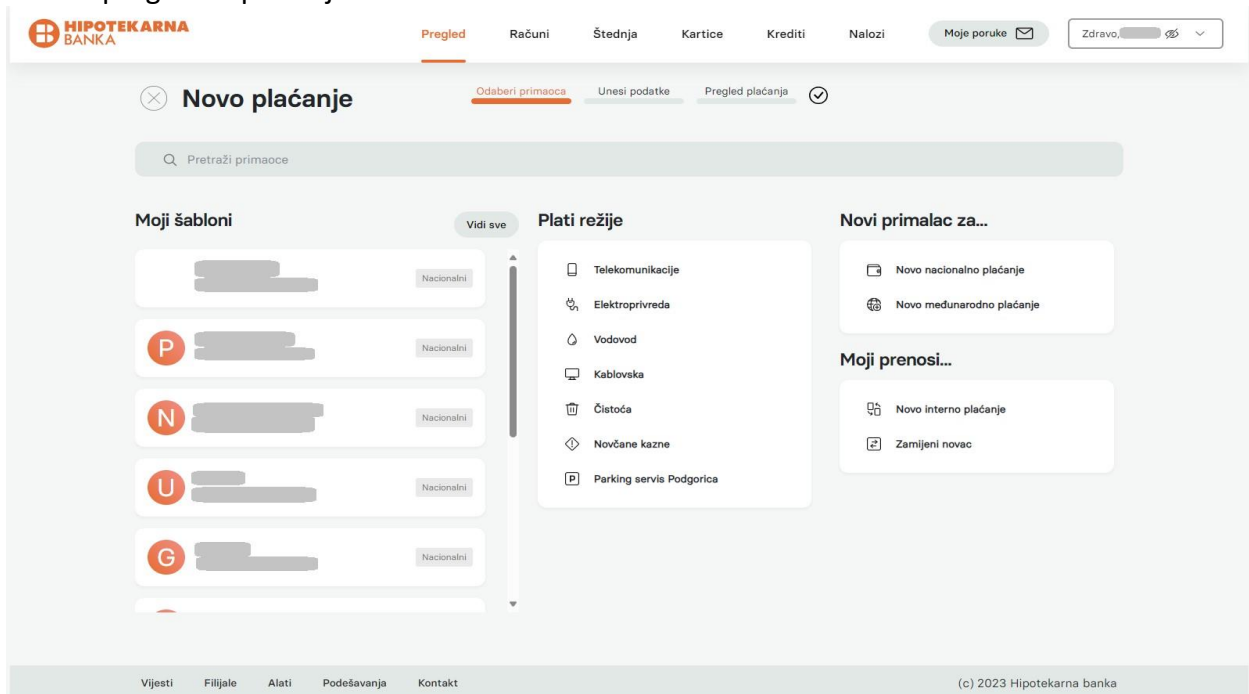 HIPOTEKARNA
BANKA
Pregled
Računi
Štednja
Kartice
Krediti
Nalozi
Moje poruke
Zdravo,
Novo plaćanje
Odaberi primaoca
Unesi podatke
Pregled plaćanja
Pretraži primaoce
Moji šabloni
Vidi sve
Nacionalni
P
Nacionalni
N
Nacionalni
U
Nacionalni
G
Nacionalni
Plati režije
Telekomunikacije
Elektroprivreda
Vodovod
Kablovska
Čistoća
Novčane kazne
P Parking servis Podgorica
Novi primalac za...
Novo nacionalno plaćanje
Novo međunarodno plaćanje
Moji prenosi...
Novo interno plaćanje
Zamijeni novac
Vijesti
Filijale
Alati
Podešavanja
Kontakt
(c) 2023 Hipotekarna banka